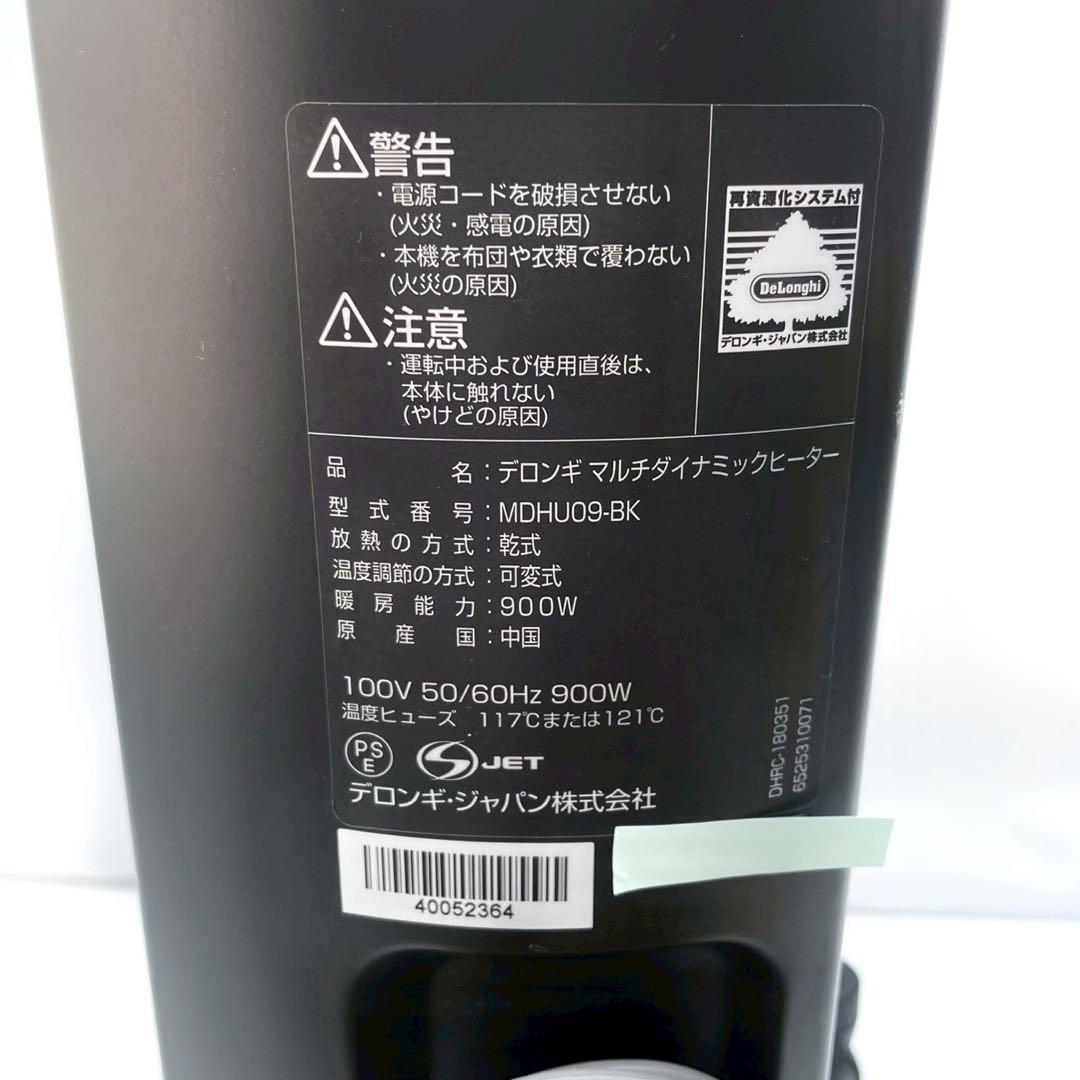 警告
・電源コードを破損させない
(火災・感電の原因)
・本機を布団や衣類で覆わない
(火災の原因)
注意
・運転中および使用直後は、
本体に触れない
(やけどの原因)
再資源化システム付
DeLonghi
デロンギ・ジャパン株式会社
品名:デロンギ マルチダイナミックヒーター
型式番号:MDHU09-BK
放熱の方式:乾式
温度調節の方式:可変式
暖房能力:900W
原産国:中国
100V 50/60Hz 900W
温度ヒューズ 117℃または121℃
PS
E
S JET
デロンギ・ジャパン株式会社
DHRC-180351
6525310071
40052364